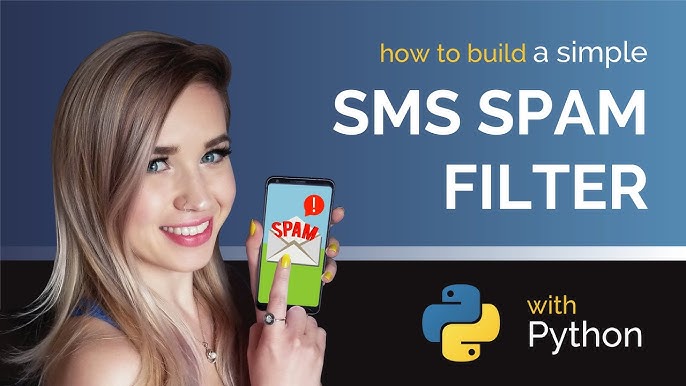 how to build a simple
SMS SPAM
FILTER
!
SPAM
with
Python